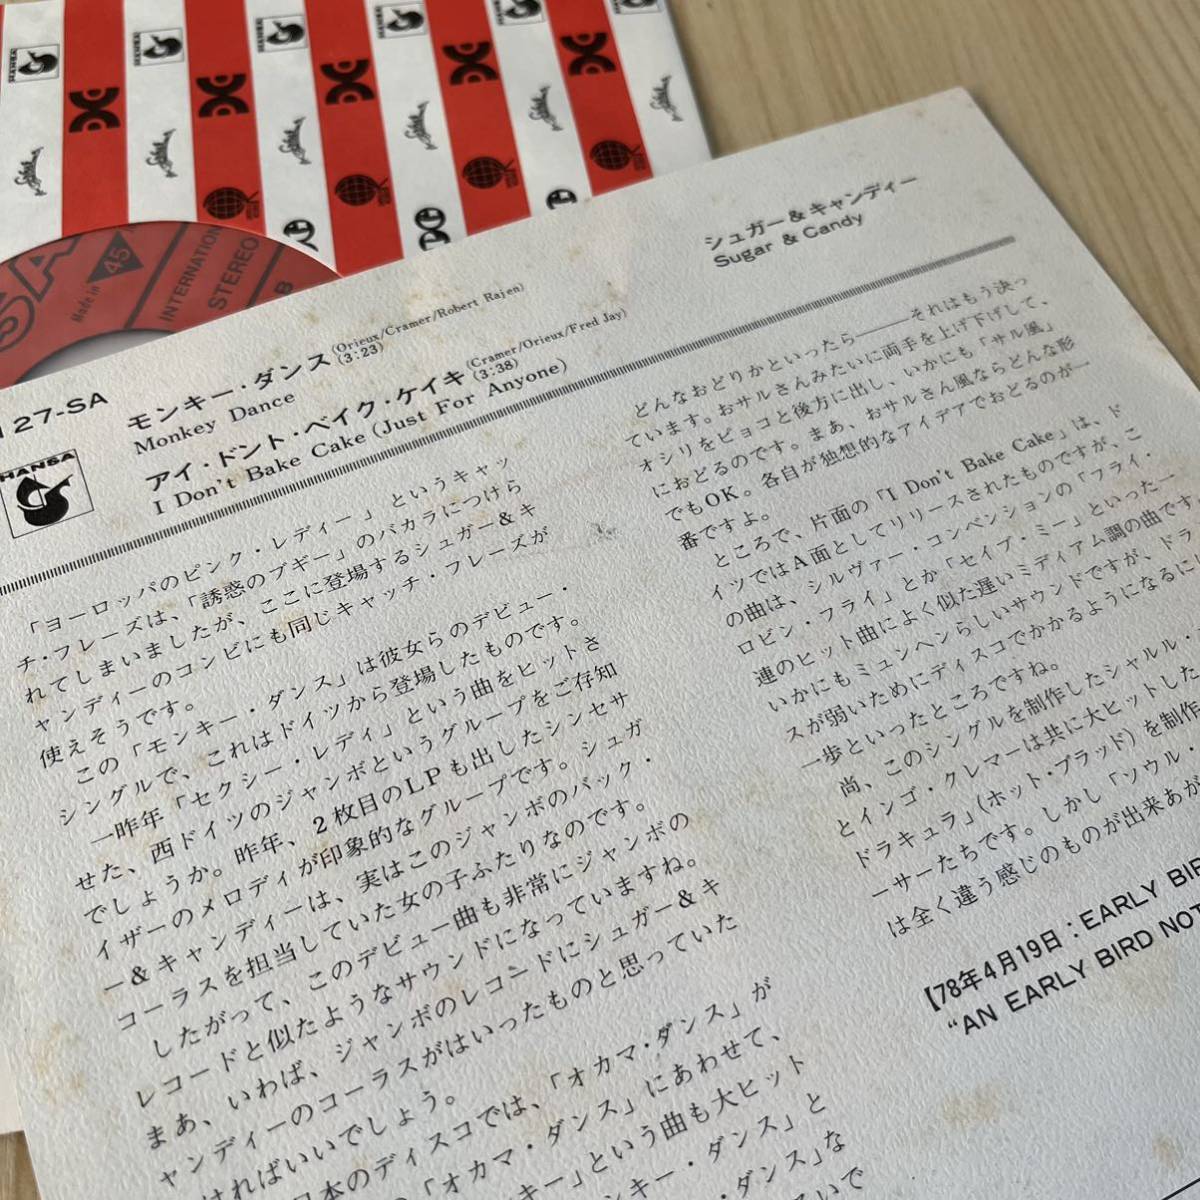 HANSA
HANSA
HANSA
Made in
45
INTERNATION
STEREO
B
シュガー&キャンディー
Sugar & Candy
127-SA
HANSA
モンキー・ダンス (Orieux/Cramer/Robert Rajen)
Monkey Dance (3:23)
アイ・ドント・ベイク・ケイキ (Cramer/Orieux/Fred Jay)
I Don't Bake Cake (Just For Anyone) (3:38)
「ヨーロッパのピンク・レディー」というキャッ
チ・フレーズは、「誘惑のブギー」のバカラにつけら
れてしまいましたが、ここに登場するシュガー&キ
ャンディーのコンビにも同じキャッチ・フレーズが
使えそうです。
この「モンキー・ダンス」は彼女らのデビュー・
シングルで、これはドイツから登場したものです。
一昨年「セクシー・レディ」という曲をヒットさ
せた、西ドイツのジャンボというグループをご存知
でしょうか。昨年、2枚目のLPも出したシンセサ
イザーのメロディが印象的なグループです。シュガ
ー&キャンディーは、実はこのジャンボのバック・
コーラスを担当していた女の子ふたりなのです。
したがって、このデビュー曲も非常にジャンボの
レコードと似たようなサウンドになっていますね。
まあ、いわば、ジャンボのレコードにシュガー&キ
ャンディーのコーラスがはいったものと思っていた
ければいいでしょう。
本のディスコでは、「オカマ・ダンス」が
「オカマ・ダンス」にあわせて、
キー」という曲も大ヒット
ンキー・ダンス」と
ダンス」な
いで
どんなおどりかといったら――それはもう決っ
ています。おサルさんみたいに両手を上げ下げして、
オシリをピョコと後方に出し、いかにも「サル風」
におどるのです。まあ、おサルさん風ならどんな形
でもOK。各自が独想的なアイデアでおどるのが一
番ですよ。
ところで、片面の「I Don't Bake Cake」は、ド
イツではA面としてリリースされたものですが、こ
の曲は、シルヴァー・コンベンションの「フライ・
ロビン・フライ」とか「セイブ・ミー」といった一
連のヒット曲によく似た遅いミディアム調の曲です
いかにもミュンヘンらしいサウンドですが、ドラ
スが弱いためにディスコでかかるようになるに
一歩といったところですね。
尚、このシングルを制作したシャルル・
とインゴ・クレマーは共に大ヒットした
ドラキュラ」(ホット・ブラッド)を制作
ーサーたちです。しかし「ソウル・
は全く違う感じのものが出来あが
【78年4月19日：EARLY BIR
“AN EARLY BIRD NOT